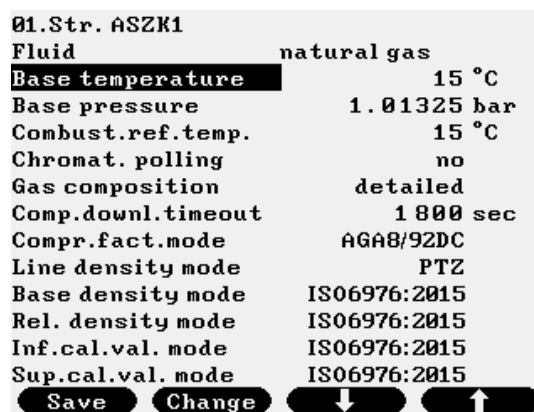 01.Str. ASZK1
Fluid natural gas
Base temperature 15 °C
Base pressure 1.01325 bar
Combust.ref.temp. 15 °C
Chromat. polling no
Gas composition detailed
Comp.downl.timeout 1800 sec
Compr.fact.mode AGA8/92DC
Line density mode PTZ
Base density mode ISO6976:2015
Rel. density mode ISO6976:2015
Inf.cal.val. mode ISO6976:2015
Sup.cal.val. mode ISO6976:2015
Save Change ↓ ↑